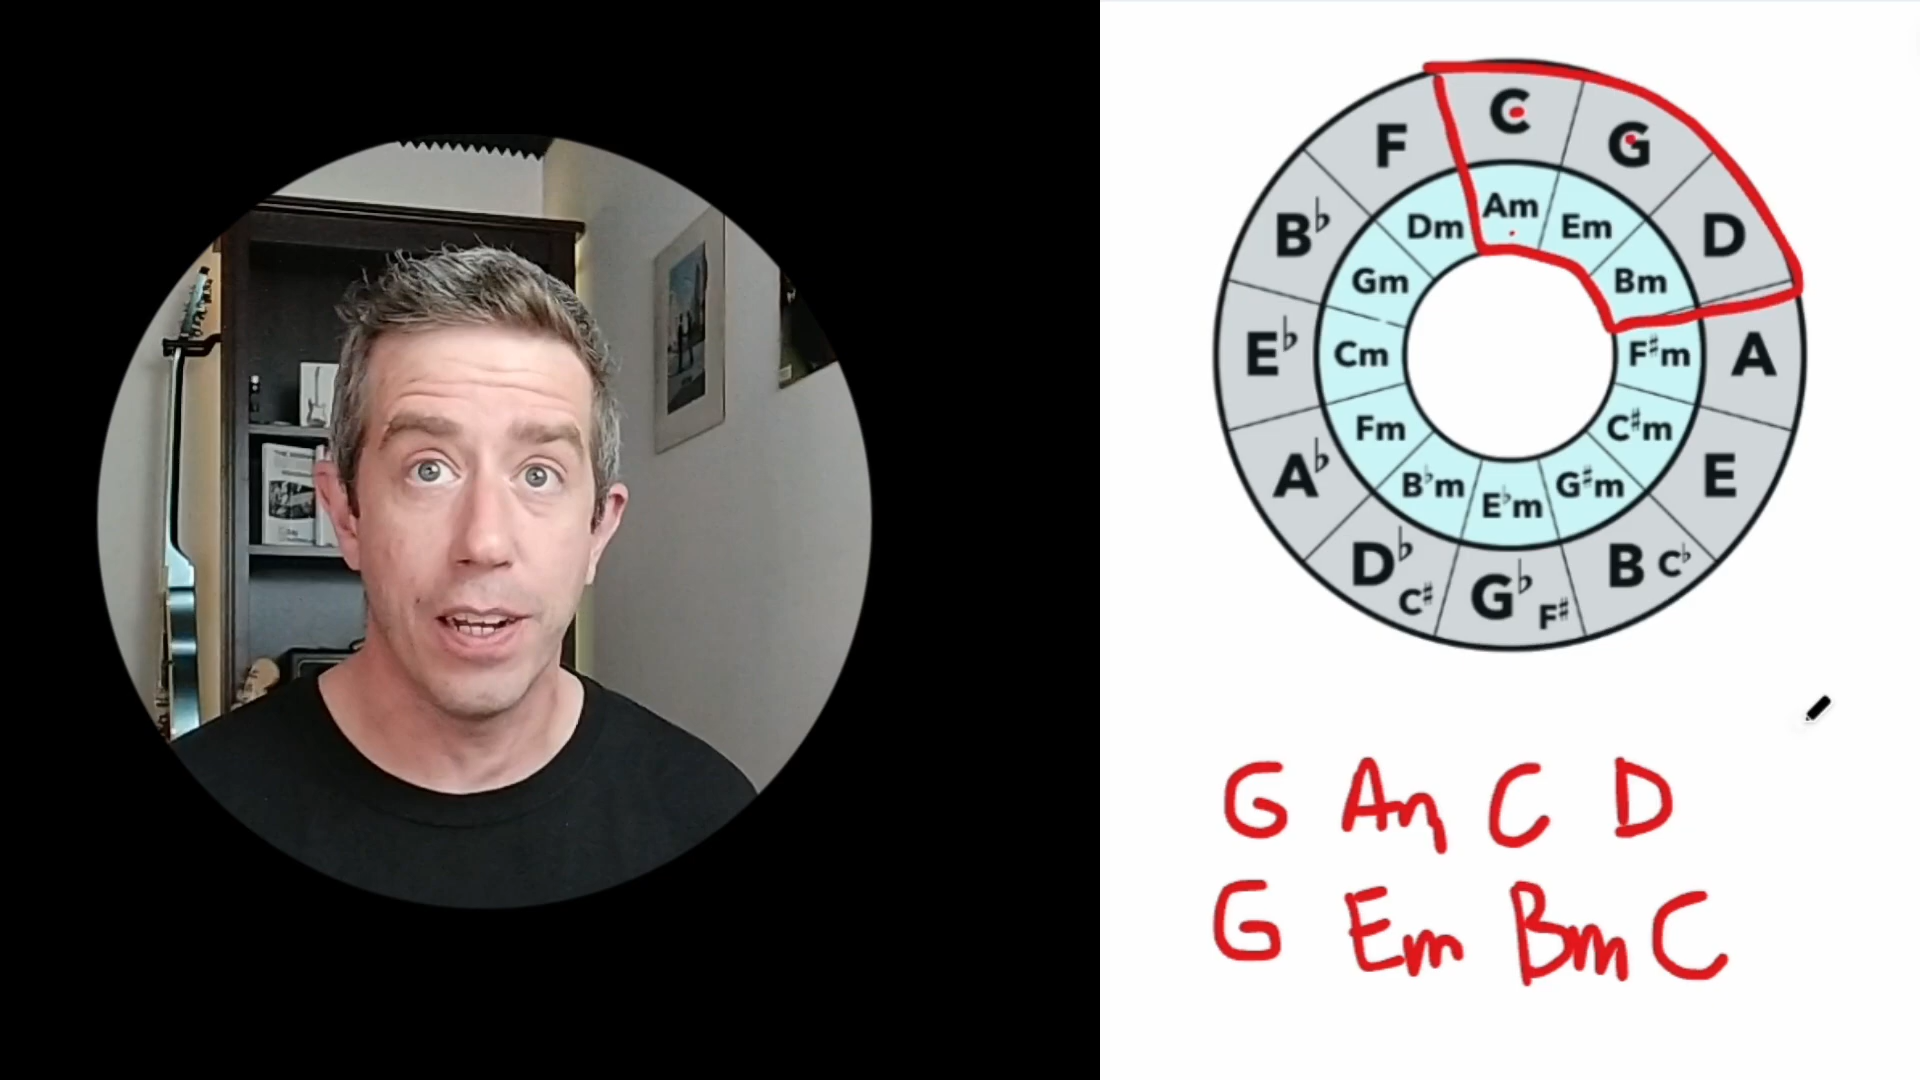 C
F G
B♭ D
Am
Dm Em
Gm Bm
E♭ Cm F♯m A
Fm C♯m
A♭ E
B♭m E♭m G♯m
D♭ C♯ G♭ F♯ B C♭
G Am C D
G Em Bm C